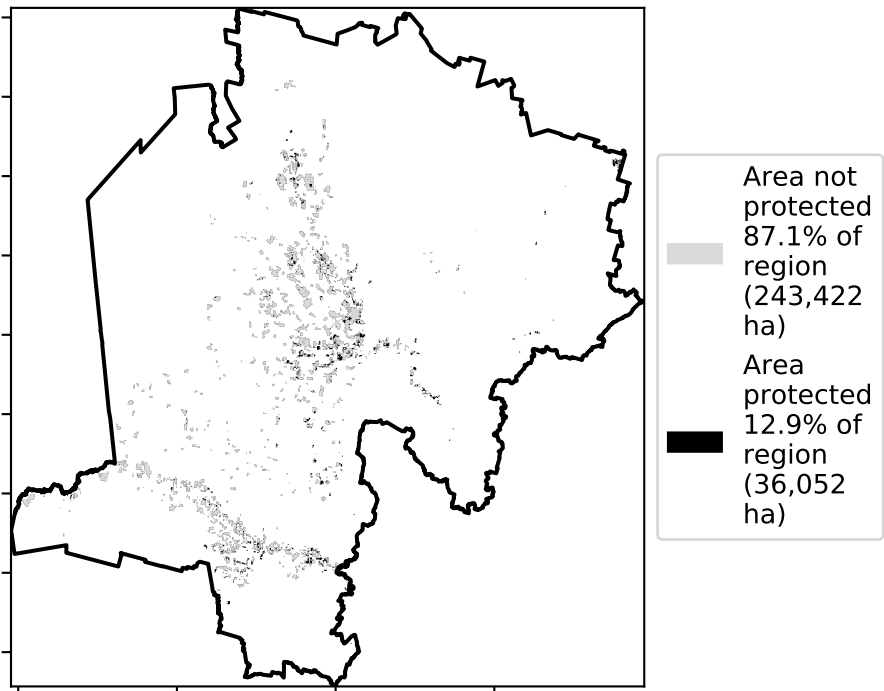 Area not
protected
87.1% of
region
(243,422
ha)
Area
protected
12.9% of
region
(36,052
ha)